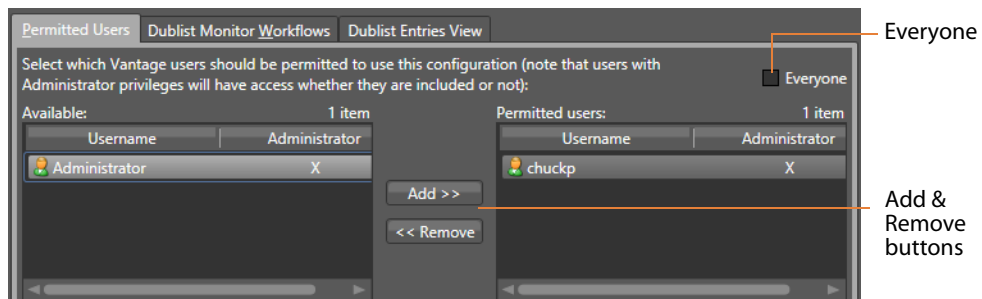 Permitted Users Dublist Monitor Workflows Dublist Entries View
Everyone
Select which Vantage users should be permitted to use this configuration (note that users with
Administrator privileges will have access whether they are included or not):
Everyone
Available: 1 item
Permitted users: 1 item
Username Administrator
Username Administrator
Administrator X
chuckp X
Add >>
<< Remove
Add &
Remove
buttons